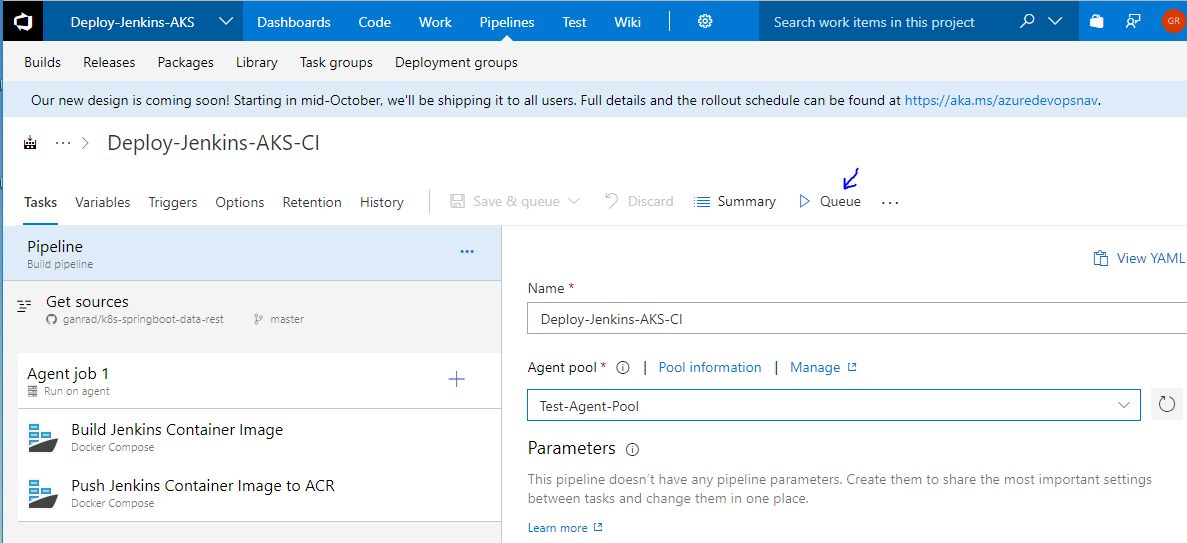 Deploy-Jenkins-AKS Dashboards Code Work Pipelines Test Wiki Search work items in this project GR
Builds Releases Packages Library Task groups Deployment groups
Our new design is coming soon! Starting in mid-October, we'll be shipping it to all users. Full details and the rollout schedule can be found at https://aka.ms/azuredevopsnav.
... > Deploy-Jenkins-AKS-CI
Tasks Variables Triggers Options Retention History Save & queue Discard Summary Queue ...
Pipeline ...
Build pipeline
View YAML
Get sources
ganrad/k8s-springboot-data-rest master
Name *
Deploy-Jenkins-AKS-CI
Agent job 1
Run on agent
Agent pool * | Pool information | Manage
Test-Agent-Pool
Build Jenkins Container Image
Docker Compose
Push Jenkins Container Image to ACR
Docker Compose
Parameters
This pipeline doesn't have any pipeline parameters. Create them to share the most important settings
between tasks and change them in one place.
Learn more